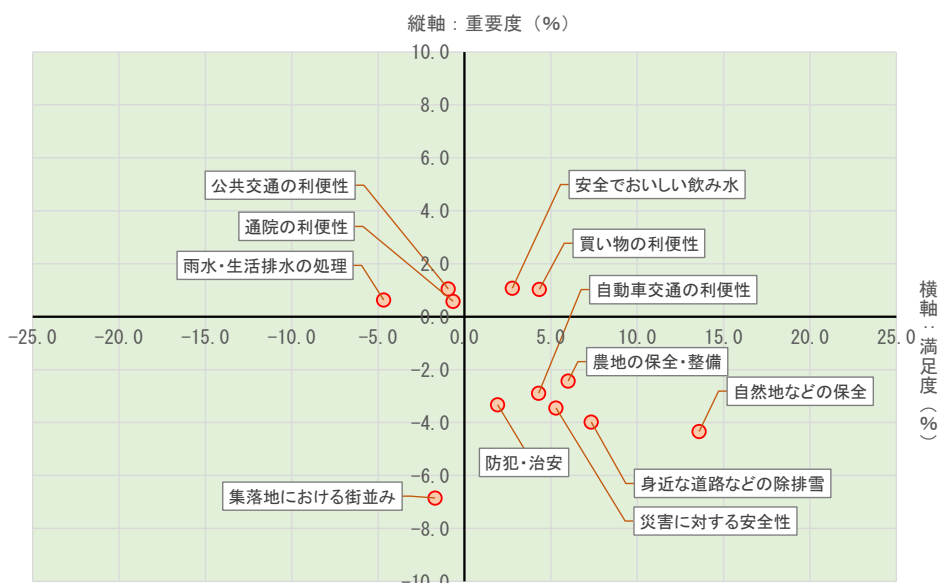 縦軸：重要度（%）
10.0
8.0
6.0
公共交通の利便性
安全でおいしい飲み水
4.0
通院の利便性
買い物の利便性
雨水・生活排水の処理
2.0
自動車交通の利便性
0.0
-25.0 -20.0 -15.0 -10.0 -5.0 0.0 5.0 10.0 15.0 20.0 25.0
横軸：満足度（%）
農地の保全・整備
-2.0
自然地などの保全
-4.0
防犯・治安
-6.0
身近な道路などの除排雪
集落地における街並み
災害に対する安全性
-8.0
-10.0